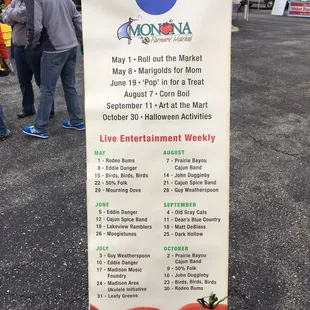 MONONA
Farmers' Market
May 1 • Roll out the Market
May 8 • Marigolds for Mom
June 19 • 'Pop' in for a Treat
August 7 • Corn Boil
September 11 • Art at the Mart
October 30 • Halloween Activities
Live Entertainment Weekly
MAY
1 - Rodeo Bums
8 - Eddie Danger
15 - Birds, Birds, Birds
22 - 50% Folk
29 - Mourning Dove
JUNE
5 - Eddie Danger
12 - Cajun Spice Band
19 - Lakeview Ramblers
26 - Moogietunes
JULY
3 - Guy Weatherspoon
10 - Eddie Danger
17 - Madison Music
Foundry
24 - Madison Area
Ukulele Initiative
31 - Leafy Greens
AUGUST
7 - Prairie Bayou
Cajun Band
14 - John Duggleby
21 - Cajun Spice Band
28 - Guy Weatherspoon
SEPTEMBER
4 - Old Gray Cats
11 - Dean's Blue Country
18 - Matt DeBlass
25 - Dark Hollow
OCTOBER
2 - Prairie Bayou
Cajun Band
9 - 50% Folk
16 - John Duggleby
23 - Birds, Birds, Birds
30 - Rodeo Bums